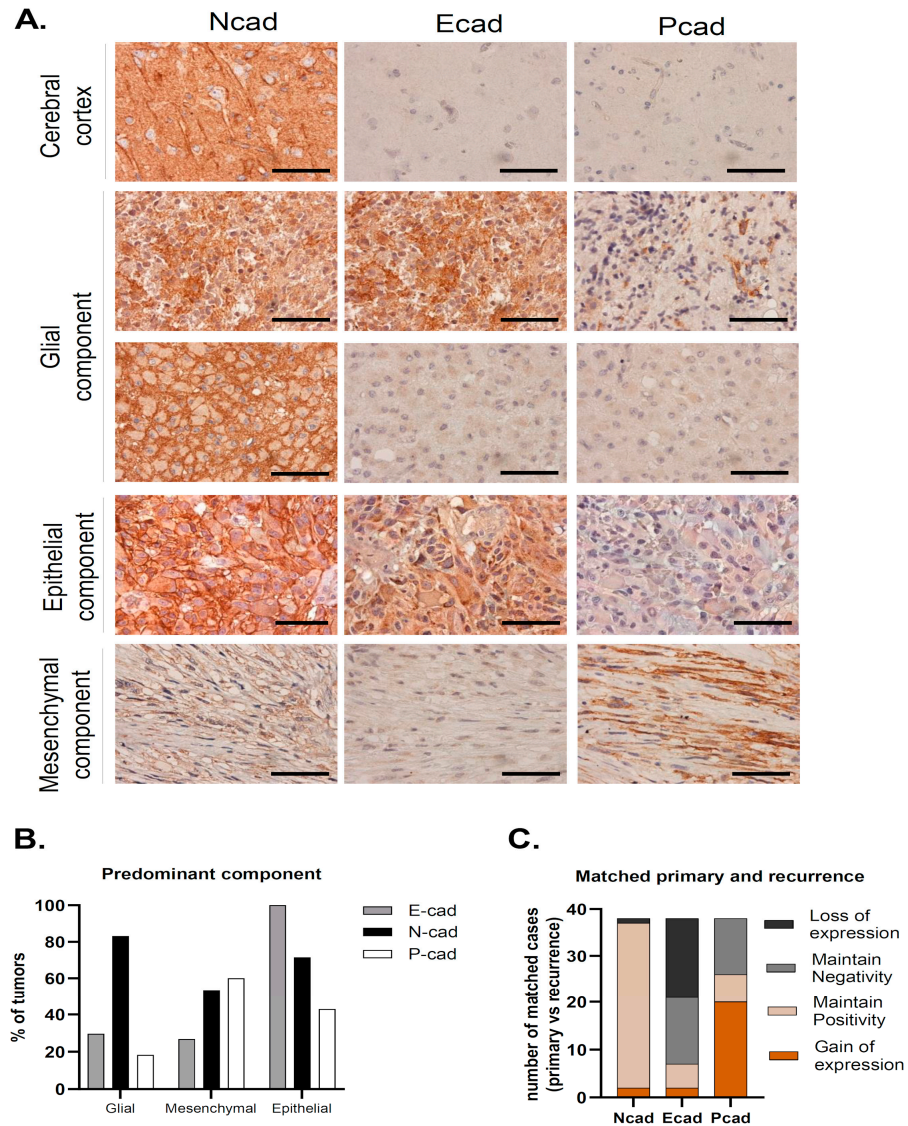 A.
Ncad
Ecad
Pcad
Cerebral
cortex
Glial
component
Epithelial
component
Mesenchymal
component
B.
Predominant component
% of tumors
100
80
60
40
20
0
Glial
Mesenchymal
Epithelial
E-cad
N-cad
P-cad
C.
Matched primary and recurrence
number of matched cases
(primary vs recurrence)
40
30
20
10
0
Ncad
Ecad
Pcad
Loss of
expression
Maintain
Negativity
Maintain
Positivity
Gain of
expression